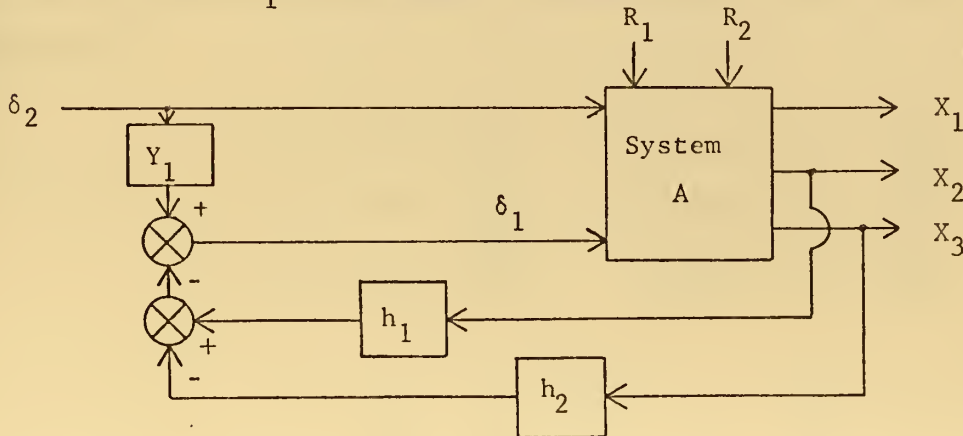 1
R1 R2
δ2
X1
Y1
System
A
X2
+
δ1
X3
-
h1
+
-
h2